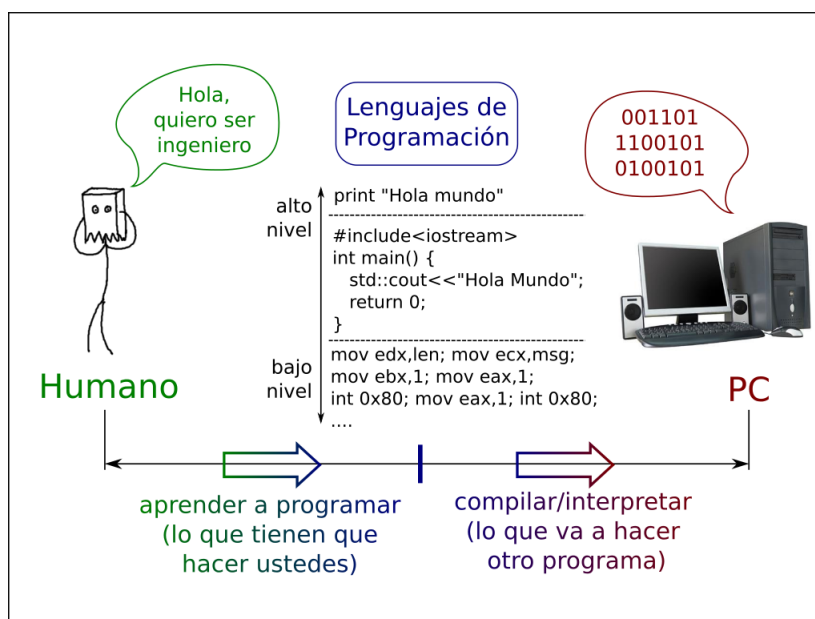 Hola,
quiero ser
ingeniero
Lenguajes de
Programación
001101
1100101
0100101
alto
nivel
print "Hola mundo"
#include<iostream>
int main() {
std::cout<<"Hola Mundo";
return 0;
}
bajo
nivel
mov edx,len; mov ecx,msg;
mov ebx,1; mov eax,1;
int 0x80; mov eax,1; int 0x80;
....
Humano
PC
aprender a programar
(lo que tienen que
hacer ustedes)
compilar/interpretar
(lo que va a hacer
otro programa)